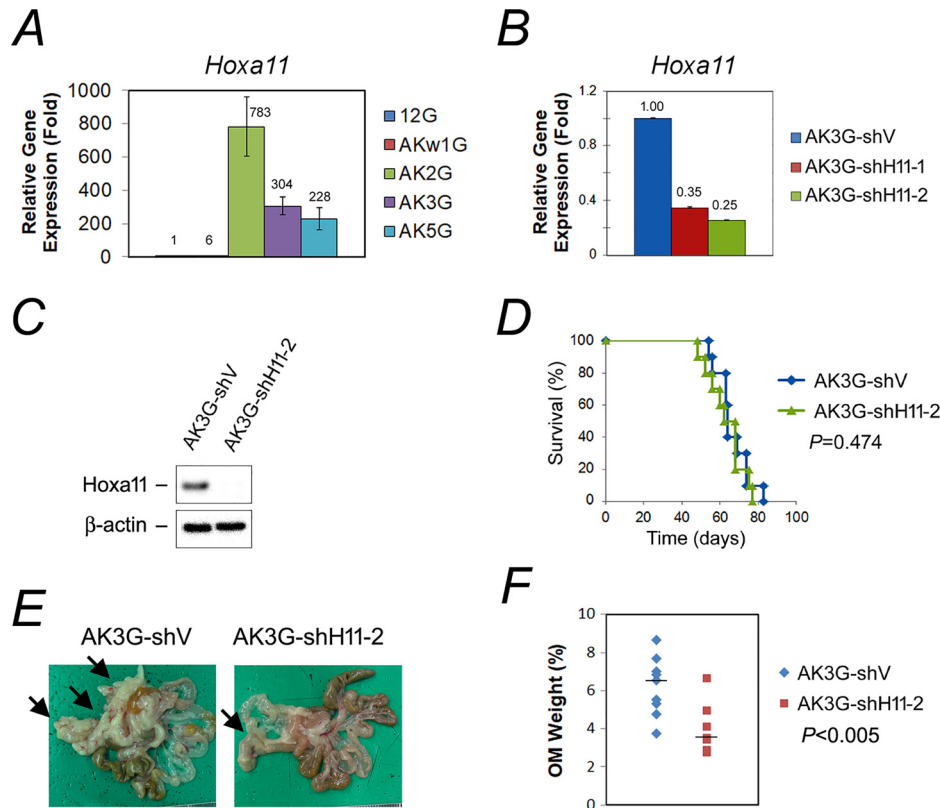 A
Hoxa11
Relative Gene
Expression (Fold)
1000
800
600
400
200
0
1
6
783
304
228
12G
AKw1G
AK2G
AK3G
AK5G
B
Hoxa11
Relative Gene
Expression (Fold)
1.2
0.8
0.4
0
1.00
0.35
0.25
AK3G-shV
AK3G-shH11-1
AK3G-shH11-2
C
AK3G-shV
AK3G-shH11-2
Hoxa11
β-actin
D
Survival (%)
100
80
60
40
20
0
0 20 40 60 80 100
Time (days)
AK3G-shV
AK3G-shH11-2
P=0.474
E
AK3G-shV
AK3G-shH11-2
F
OM Weight (%)
10
8
6
4
2
0
AK3G-shV
AK3G-shH11-2
P<0.005